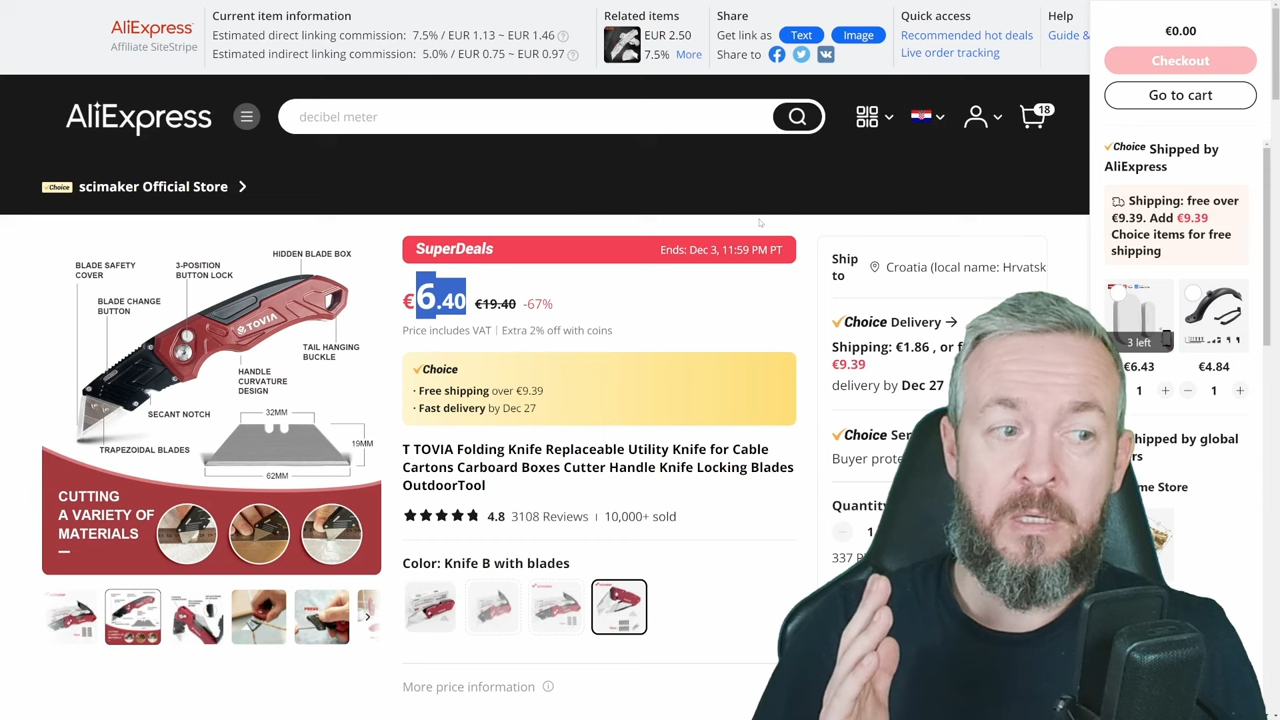 AliExpress
Affiliate SiteStripe
Current item information
Estimated direct linking commission: 7.5% / EUR 1.13 ~ EUR 1.46
Estimated indirect linking commission: 5.0% / EUR 0.75 ~ EUR 0.97
Related items
EUR 2.50
7.5% More
Share
Get link as Text Image
Share to
Quick access
Recommended hot deals
Live order tracking
Help
Guide &
AliExpress
decibel meter
18
Choice scimaker Official Store
BLADE SAFETY
COVER
3-POSITION
BUTTON LOCK
HIDDEN BLADE BOX
BLADE CHANGE
BUTTON
TOVIA
TAIL HANGING
BUCKLE
HANDLE
CURVATURE
DESIGN
SECANT NOTCH
32MM
TRAPEZOIDAL BLADES
19MM
62MM
CUTTING
A VARIETY OF
MATERIALS
SuperDeals Ends: Dec 3, 11:59 PM PT
€6.40 €19.40 -67%
Price includes VAT | Extra 2% off with coins
Choice
· Free shipping over €9.39
· Fast delivery by Dec 27
T TOVIA Folding Knife Replaceable Utility Knife for Cable
Cartons Carboard Boxes Cutter Handle Knife Locking Blades
OutdoorTool
4.8 3108 Reviews | 10,000+ sold
Color: Knife B with blades
More price information
Ship
to
Croatia (local name: Hrvatsk
Choice Delivery
Shipping: €1.86 , or f
€9.39
delivery by Dec 27
Choice Ser
Buyer prote
Quantity
1
337 P
€0.00
Checkout
Go to cart
Choice Shipped by
AliExpress
Shipping: free over
€9.39. Add €9.39
Choice items for free
shipping
3 left
€6.43
€4.84
1 +
- 1 +
hipped by global
rs
me Store